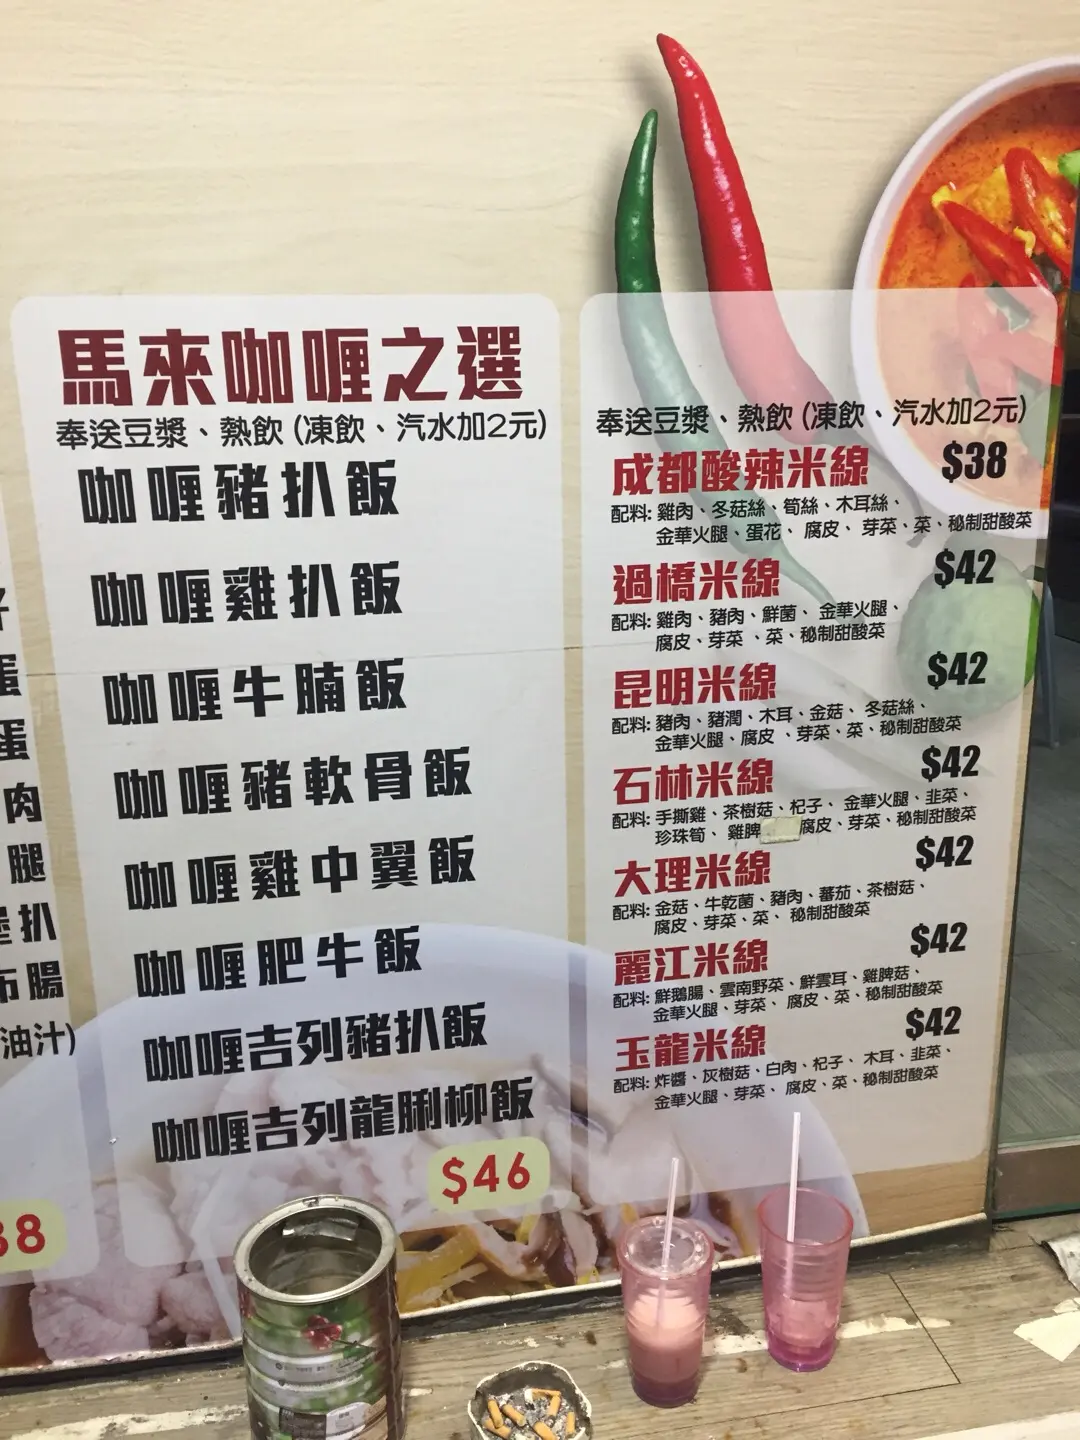 子
蛋
蛋
肉
腿
扒
布腸
油汁)
38
馬來咖喱之選
奉送豆漿、熱飲 (凍飲、汽水加2元)
咖喱豬扒飯
咖喱雞扒飯
咖喱牛腩飯
咖喱豬軟骨飯
咖喱雞中翼飯
咖喱肥牛飯
咖喱吉列豬扒飯
咖喱吉列龍脷柳飯
$46
奉送豆漿、熱飲 (凍飲、汽水加2元)
成都酸辣米線 $38
配料: 雞肉、冬菇絲、筍絲、木耳絲、
金華火腿、蛋花、腐皮、芽菜、菜、秘制甜酸菜
過橋米線 $42
配料: 雞肉、豬肉、鮮菌、金華火腿、
腐皮、芽菜、菜、秘制甜酸菜
昆明米線 $42
配料: 豬肉、豬潤、木耳、金菇、冬菇絲、
金華火腿、腐皮、芽菜、菜、秘制甜酸菜
石林米線 $42
配料: 手撕雞、茶樹菇、杞子、金華火腿、韭菜、
珍珠筍、雞脾 腐皮、芽菜、秘制甜酸菜
大理米線 $42
配料: 金菇、牛乾菌、豬肉、蕃茄、茶樹菇、
腐皮、芽菜、菜、秘制甜酸菜
麗江米線 $42
配料: 鮮鵝腸、雲南野菜、鮮雲耳、雞脾菇、
金華火腿、芽菜、腐皮、菜、秘制甜酸菜
玉龍米線 $42
配料: 炸醬、灰樹菇、白肉、杞子、木耳、韭菜、
金華火腿、芽菜、腐皮、菜、秘制甜酸菜